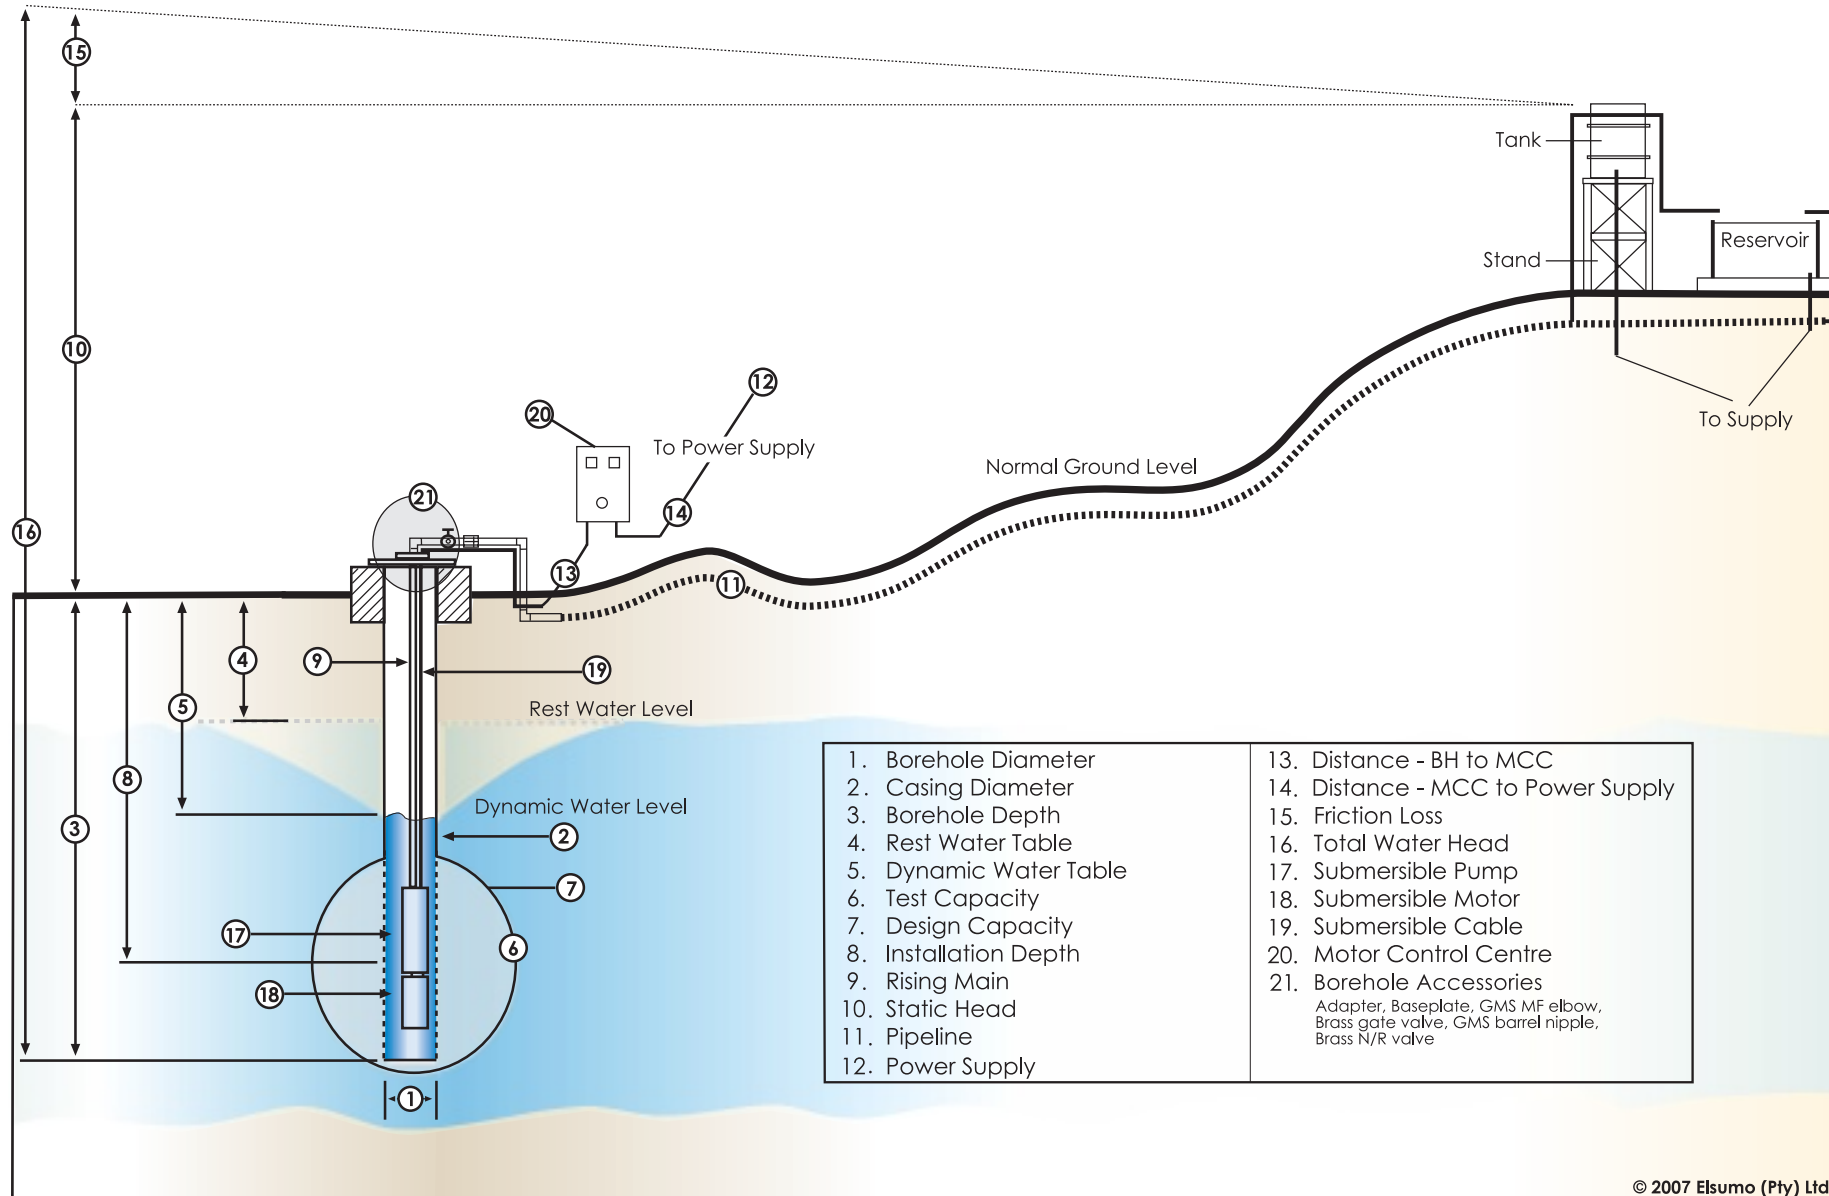 15
Tank
Reservoir
Stand
10
12
20
To Power Supply
To Supply
Normal Ground Level
21
14
16
13
11
4
9
19
5
Rest Water Level
8
Dynamic Water Level
3
2
7
17
6
18
1
1. Borehole Diameter
2. Casing Diameter
3. Borehole Depth
4. Rest Water Table
5. Dynamic Water Table
6. Test Capacity
7. Design Capacity
8. Installation Depth
9. Rising Main
10. Static Head
11. Pipeline
12. Power Supply
13. Distance - BH to MCC
14. Distance - MCC to Power Supply
15. Friction Loss
16. Total Water Head
17. Submersible Pump
18. Submersible Motor
19. Submersible Cable
20. Motor Control Centre
21. Borehole Accessories
Adapter, Baseplate, GMS MF elbow,
Brass gate valve, GMS barrel nipple,
Brass N/R valve
© 2007 Elsumo (Pty) Ltd